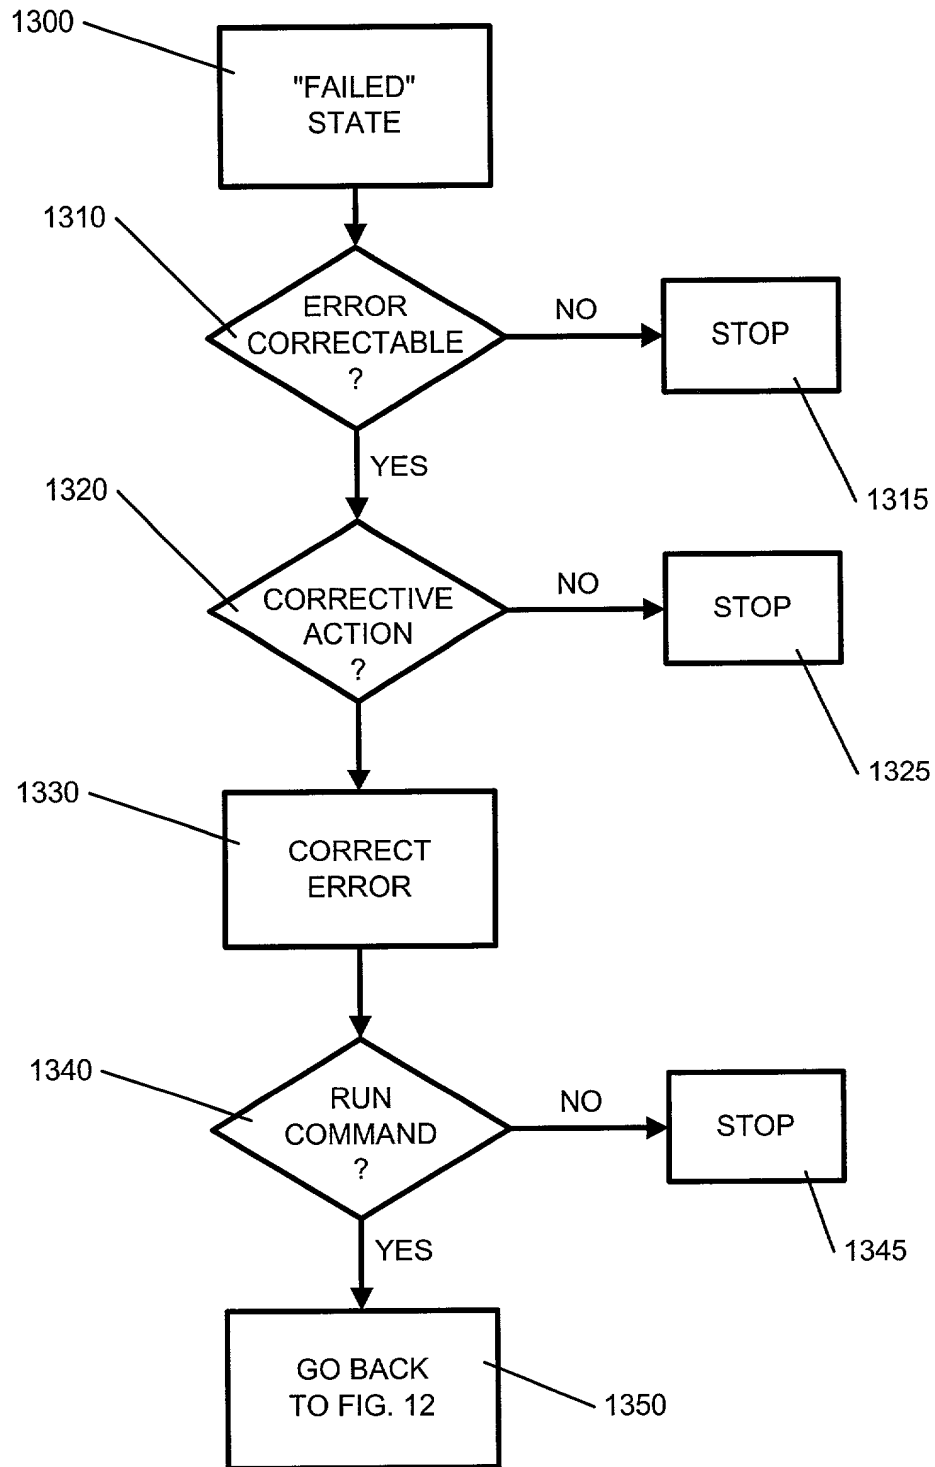 1300
"FAILED"
STATE
1310
ERROR
CORRECTABLE
?
NO
STOP
1315
YES
1320
CORRECTIVE
ACTION
?
NO
STOP
1325
1330
CORRECT
ERROR
1340
RUN
COMMAND
?
NO
STOP
1345
YES
GO BACK
TO FIG. 12
1350